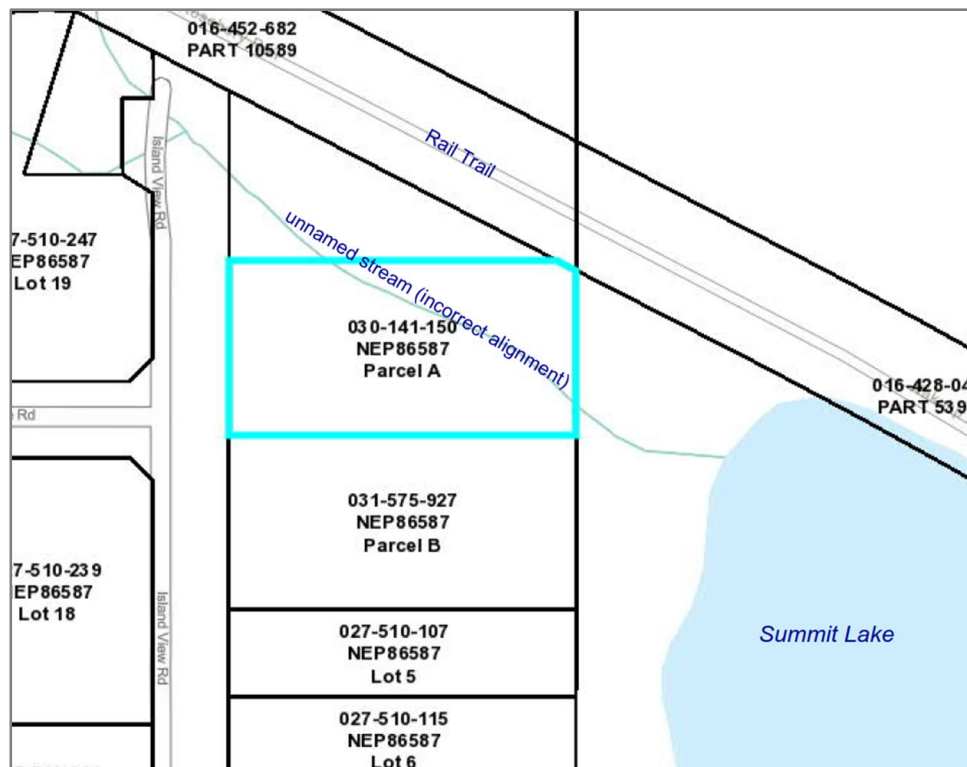 016-452-682
PART 10589
Rail Trail
Island View Rd
unnamed stream (incorrect alignment)
7-510-247
EP86587
Lot 19
030-141-150
NEP86587
Parcel A
016-428-04
PART 539
Rd
031-575-927
NEP86587
Parcel B
7-510-239
EP86587
Lot 18
Island View Rd
027-510-107
NEP86587
Lot 5
Summit Lake
027-510-115
NEP86587
Lot 6